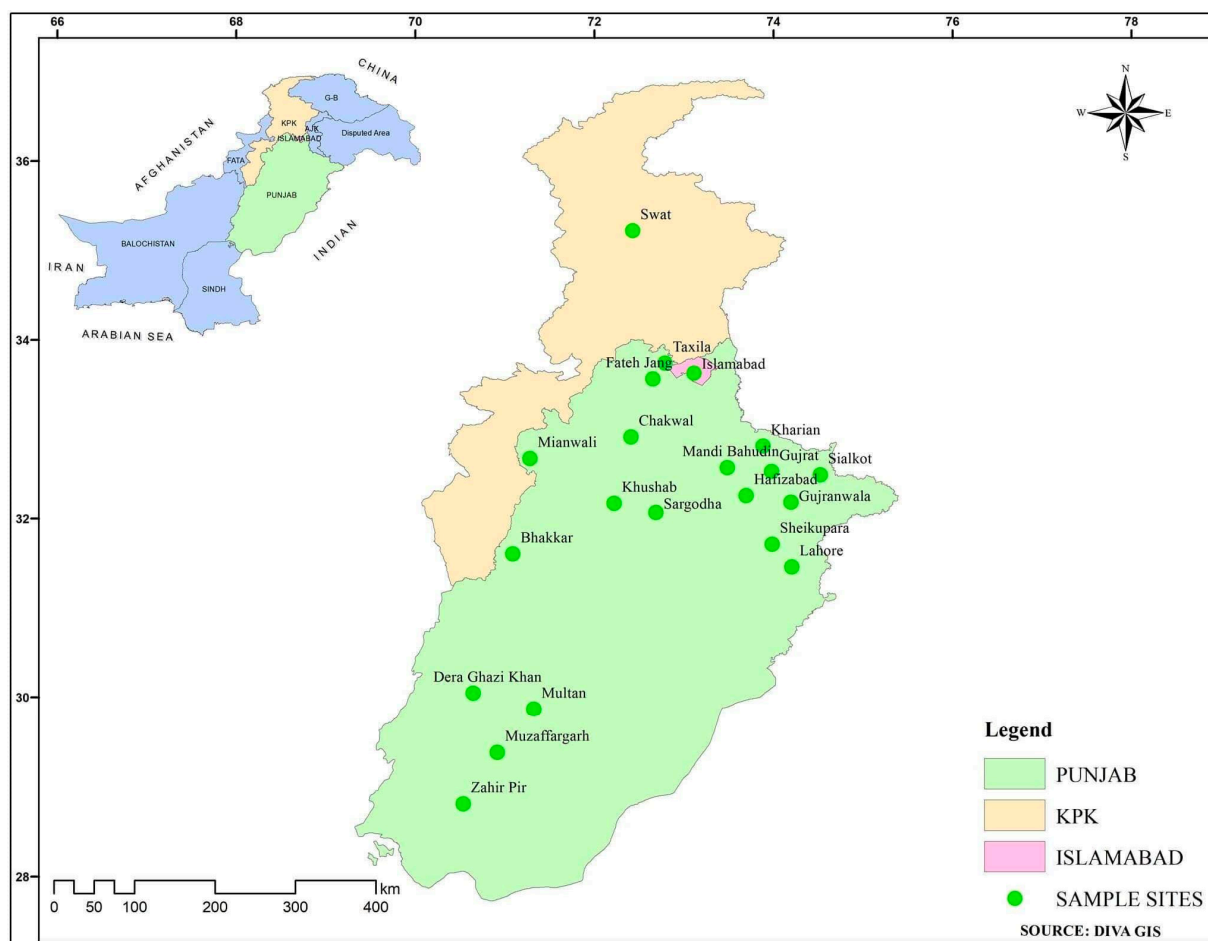 66
68
70
72
74
76
78
CHINA
G-B
KPK
AJK
Disputed Area
ISLAMABAD
AFGHANISTAN
FATA
PUNJAB
INDIAN
BALOCHISTAN
IRAN
SINDH
ARABIAN SEA
N
W
E
S
36
34
32
30
28
Swat
Taxila
Fateh Jang
Islamabad
Chakwal
Kharian
Mianwali
Mandi Bahudin
Gujrat
Sialkot
Hafizabad
Khushab
Sargodha
Gujranwala
Sheikupara
Bhakkar
Lahore
Dera Ghazi Khan
Multan
Muzaffargarh
Zahir Pir
Legend
PUNJAB
KPK
ISLAMABAD
SAMPLE SITES
SOURCE: DIVA GIS
km
0 50 100 200 300 400